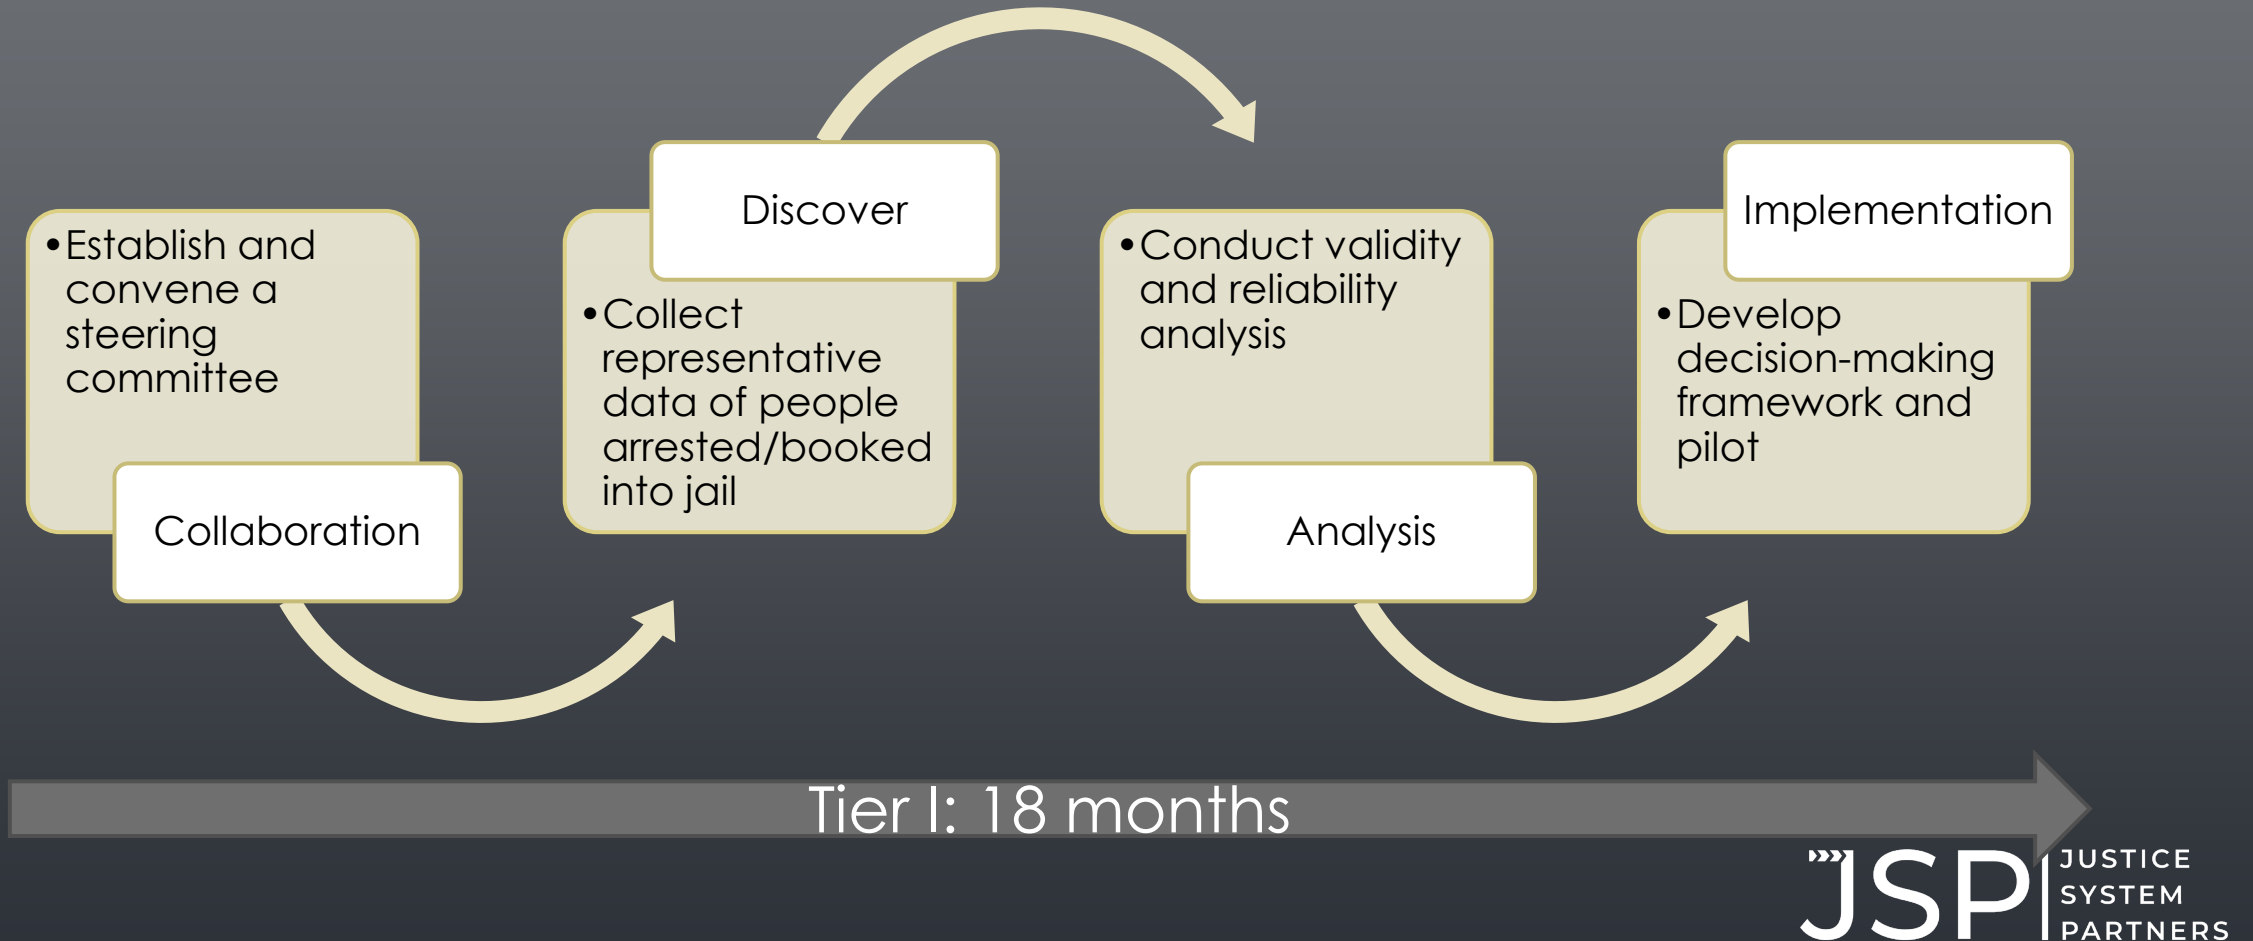 •Establish and
convene a
steering
committee
Collaboration
Discover
•Collect
representative
data of people
arrested/booked
into jail
•Conduct validity
and reliability
analysis
Analysis
Implementation
•Develop
decision-making
framework and
pilot
Tier I: 18 months
JSP
JUSTICE
SYSTEM
PARTNERS